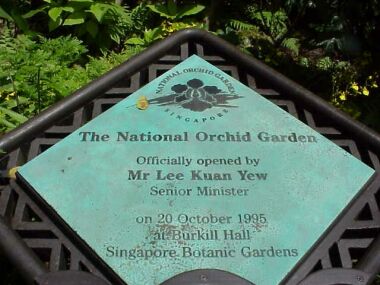 NATIONAL ORCHID GARDEN
SINGAPORE
The National Orchid Garden
Officially opened by
Mr Lee Kuan Yew
Senior Minister
on 20 October 1995
at Burkill Hall
Singapore Botanic Gardens